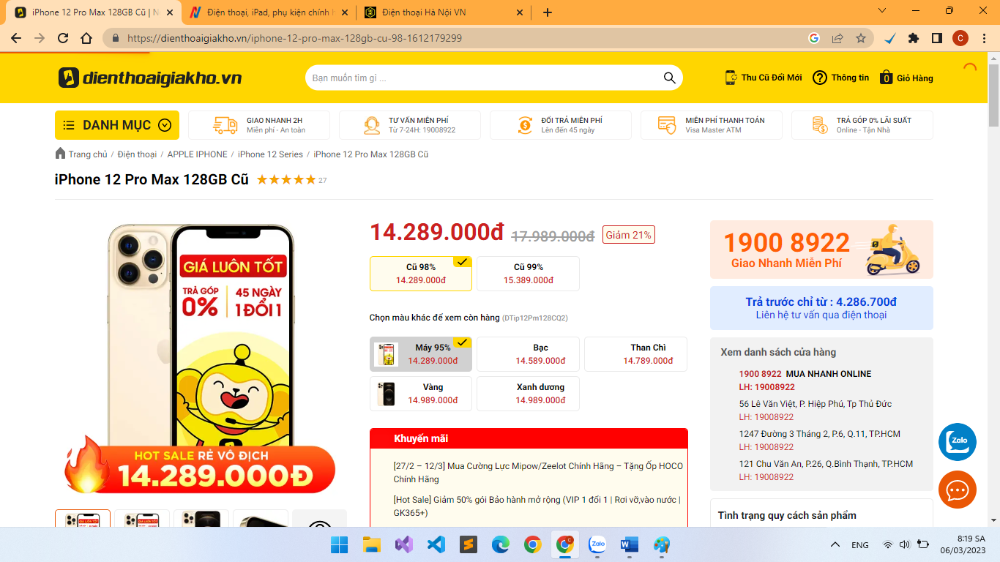 iPhone 12 Pro Max 128GB Cũ | N
Điện thoại, iPad, phụ kiện chính h
Điện thoại Hà Nội VN
https://dienthoaigiakho.vn/iphone-12-pro-max-128gb-cu-98-1612179299
C
dienthoaigiakho.vn
Bạn muốn tìm gì ...
Thu Cũ Đổi Mới
Thông tin
0
Giỏ Hàng
DANH MỤC
GIAO NHANH 2H
Miễn phí - An toàn
TƯ VẤN MIỄN PHÍ
Từ 7-24H: 19008922
ĐỔI TRẢ MIỄN PHÍ
Lên đến 45 ngày
MIỄN PHÍ THANH TOÁN
Visa Master ATM
TRẢ GÓP 0% LÃI SUẤT
Online - Tận Nhà
Trang chủ / Điện thoại / APPLE IPHONE / iPhone 12 Series / iPhone 12 Pro Max 128GB Cũ
iPhone 12 Pro Max 128GB Cũ
27
GIÁ LUÔN TỐT
TRẢ GÓP
0%
45 NGÀY
1 ĐỔI 1
HOT SALE RẺ VÔ ĐỊCH
14.289.000Đ
14.289.000đ
17.989.000đ
Giảm 21%
Cũ 98%
14.289.000đ
Cũ 99%
15.389.000đ
Chọn màu khác để xem còn hàng (DTip12Pm128CQ2)
Máy 95%
14.289.000đ
Bạc
14.589.000đ
Than Chì
14.789.000đ
Vàng
14.989.000đ
Xanh dương
14.989.000đ
Khuyến mãi
[27/2 – 12/3] Mua Cường Lực Mipow/Zeelot Chính Hãng – Tặng Ốp HOCO
Chính Hãng
[Hot Sale] Giảm 50% gói Bảo hành mở rộng (VIP 1 đổi 1 | Rơi vỡ,vào nước |
GK365+)
1900 8922
Giao Nhanh Miễn Phí
Trả trước chỉ từ : 4.286.700đ
Liên hệ tư vấn qua điện thoại
Xem danh sách cửa hàng
1900 8922 MUA NHANH ONLINE
LH: 19008922
56 Lê Văn Việt, P. Hiệp Phú, Tp Thủ Đức
LH: 19008922
1247 Đường 3 Tháng 2, P.6, Q.11, TP.HCM
LH: 19008922
121 Chu Văn An, P.26, Q.Bình Thạnh, TP.HCM
LH: 19008922
Tình trạng quy cách sản phẩm
Zalo
Zalo
ENG
8:19 SA
06/03/2023